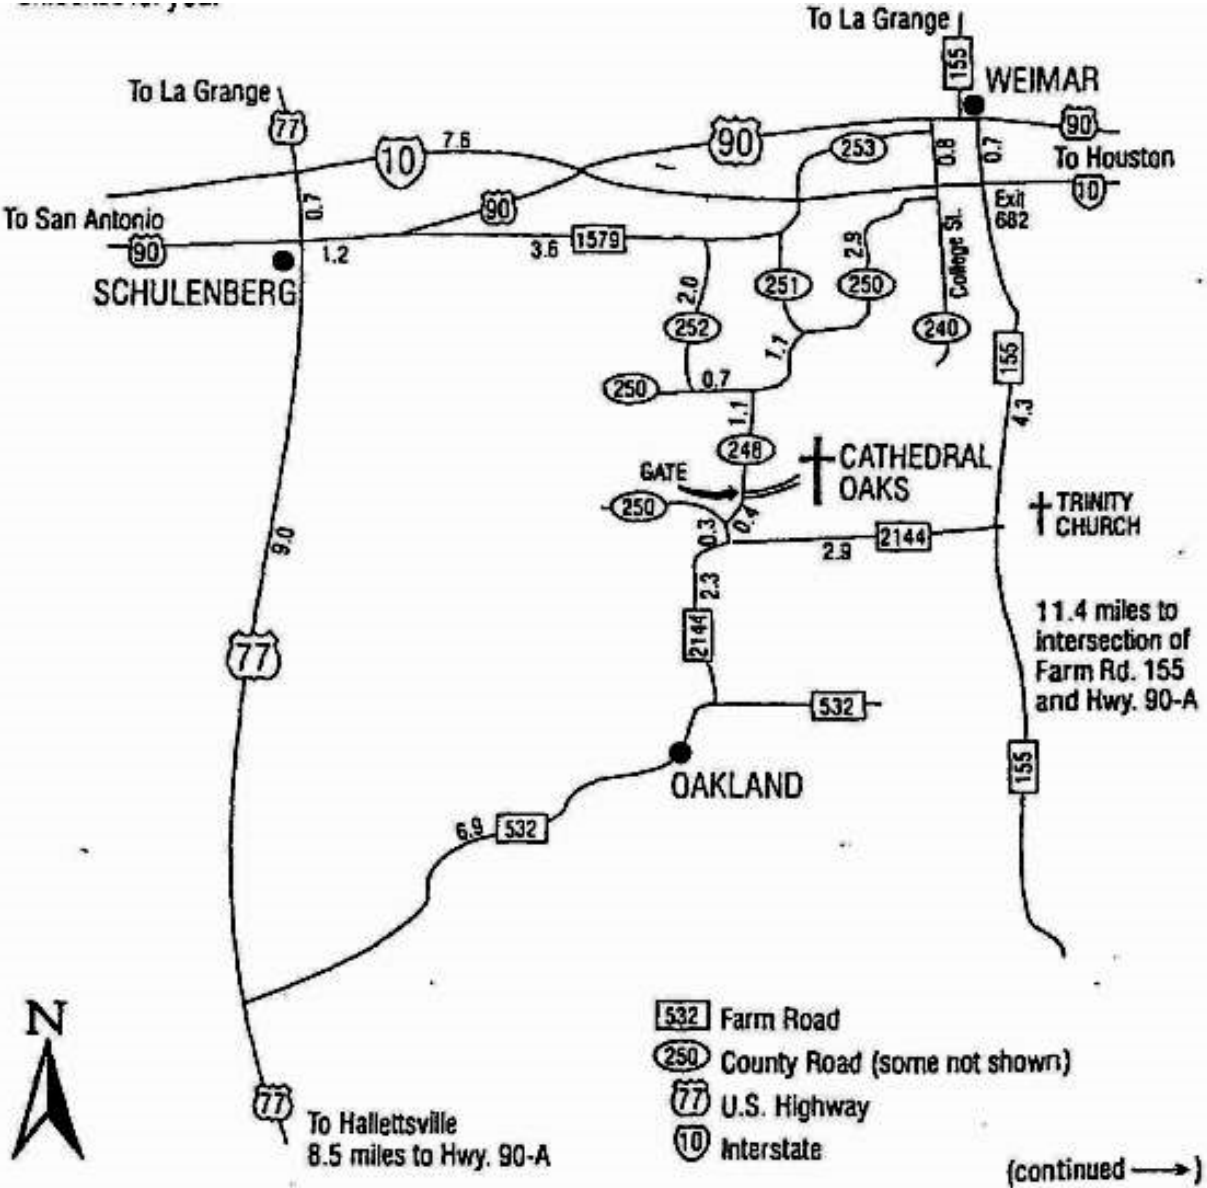 To La Grange
155
WEIMAR
To La Grange
77
90
90
To Houston
10
7.6
253
0.8
0.7
10
Exit
682
0.7
90
To San Antonio
90
1.2
3.6
1579
SCHULENBERG
2.0
251
2.9
250
College St.
252
240
1.1
155
250
0.7
1.1
4.3
248
CATHEDRAL
OAKS
GATE
250
0.4
0.3
TRINITY
CHURCH
2144
2.9
9.0
2.3
2144
11.4 miles to
intersection of
Farm Rd. 155
and Hwy. 90-A
77
532
OAKLAND
155
6.9
532
N
532 Farm Road
250 County Road (some not shown)
77 U.S. Highway
10 Interstate
77
To Hallettsville
8.5 miles to Hwy. 90-A
(continued → )